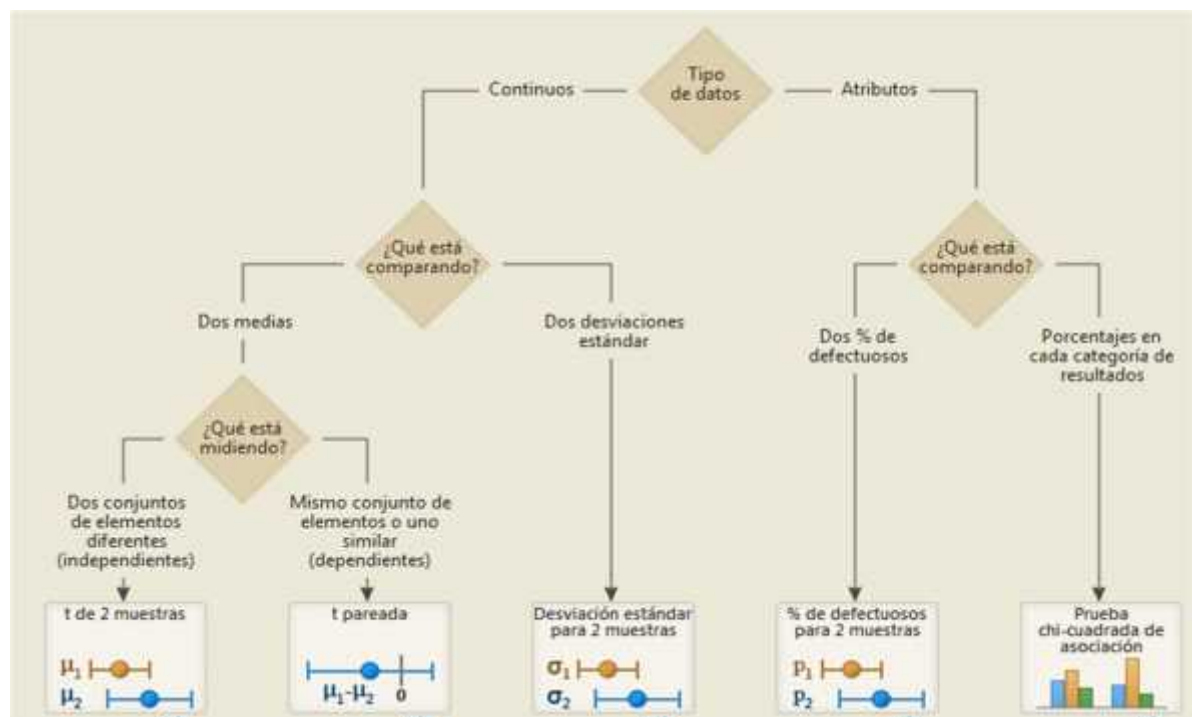 Tipo
de datos
Continuos
Atributos
¿Qué está
comparando?
¿Qué está
comparando?
Dos medias
Dos desviaciones
estándar
Dos % de
defectuosos
Porcentajes en
cada categoría de
resultados
¿Qué está
midiendo?
Dos conjuntos
de elementos
diferentes
(independientes)
Mismo conjunto de
elementos o uno
similar
(dependientes)
t de 2 muestras
μ₁
μ₂
t pareada
μ₁-μ₂ 0
Desviación estándar
para 2 muestras
σ₁
σ₂
% de defectuosos
para 2 muestras
p₁
p₂
Prueba
chi-cuadrada de
asociación